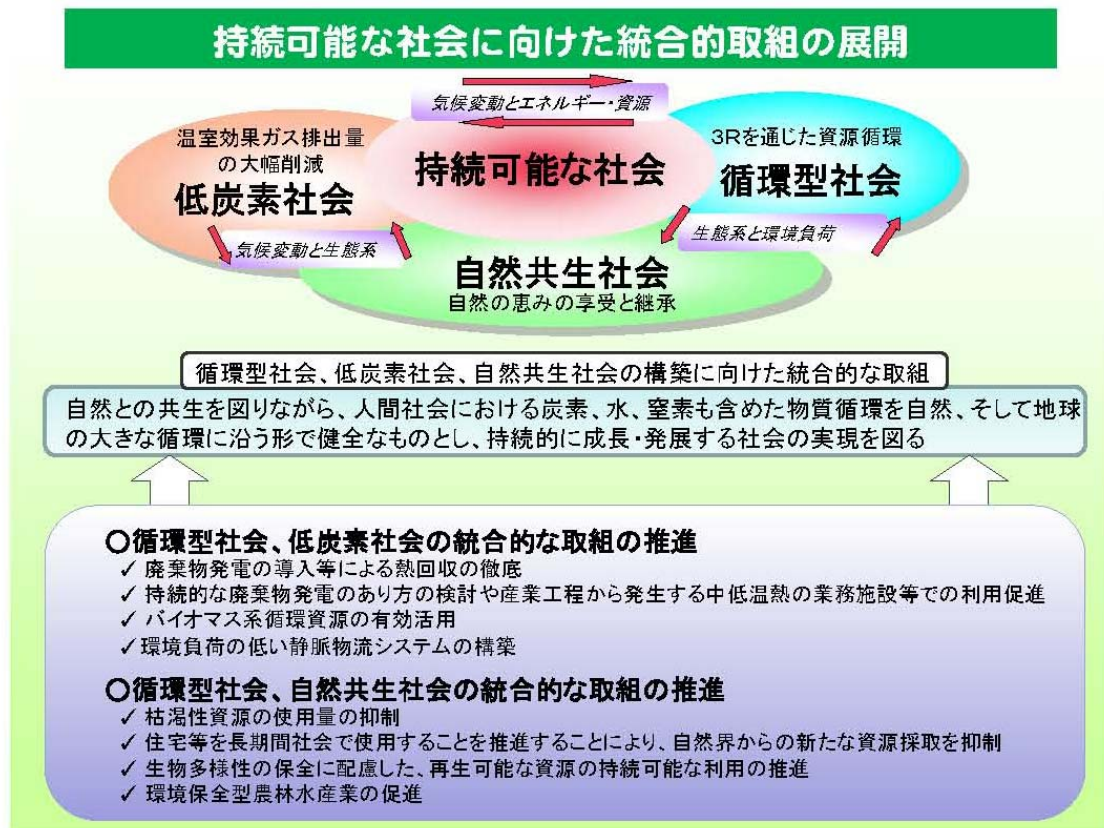 持続可能な社会に向けた統合的取組の展開
気候変動とエネルギー・資源
温室効果ガス排出量
の大幅削減
低炭素社会
持続可能な社会
3Rを通じた資源循環
循環型社会
気候変動と生態系
生態系と環境負荷
自然共生社会
自然の恵みの享受と継承
循環型社会、低炭素社会、自然共生社会の構築に向けた統合的な取組
自然との共生を図りながら、人間社会における炭素、水、窒素も含めた物質循環を自然、そして地球
の大きな循環に沿う形で健全なものとし、持続的に成長・発展する社会の実現を図る
○循環型社会、低炭素社会の統合的な取組の推進
✓ 廃棄物発電の導入等による熱回収の徹底
✓ 持続的な廃棄物発電のあり方の検討や産業工程から発生する中低温熱の業務施設等での利用促進
✓ バイオマス系循環資源の有効活用
✓ 環境負荷の低い静脈物流システムの構築
○循環型社会、自然共生社会の統合的な取組の推進
✓ 枯渇性資源の使用量の抑制
✓ 住宅等を長期間社会で使用することを推進することにより、自然界からの新たな資源採取を抑制
✓ 生物多様性の保全に配慮した、再生可能な資源の持続可能な利用の推進
✓ 環境保全型農林水産業の促進